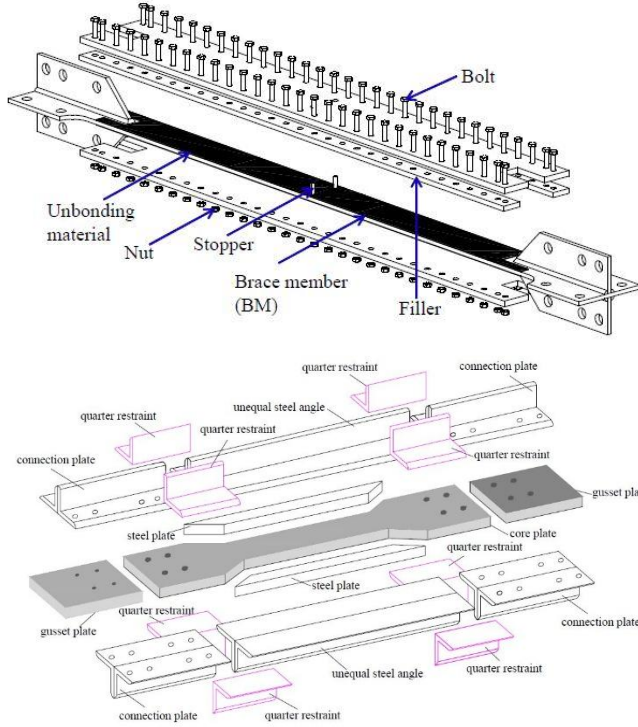 Bolt
Unbonding
material
Nut
Stopper
Brace member
(BM)
Filler
quarter restraint
connection plate
unequal steel angle
quarter restraint
quarter restraint
connection plate
quarter restraint
gusset pla
steel plate
core plate
quarter restraint
steel plate
quarter restraint
gusset plate
connection plate
unequal steel angle
quarter restraint
connection plate
quarter restraint